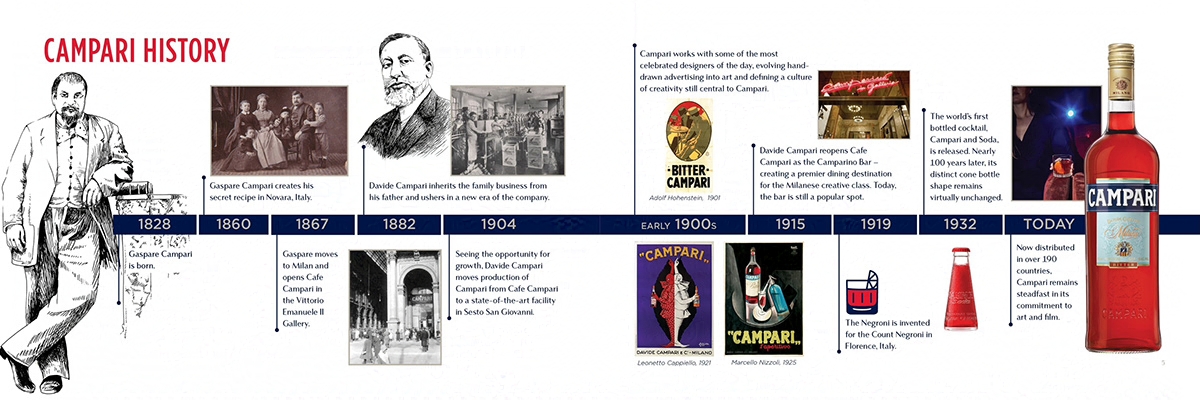 CAMPARI HISTORY
Gaspare Campari creates his
secret recipe in Novara, Italy.
Davide Campari inherits the family business from
his father and ushers in a new era of the company.
Campari works with some of the most
celebrated designers of the day, evolving hand-
drawn advertising into art and defining a culture
of creativity still central to Campari.
·BITTER·
CAMPARI
Adolf Hohenstein, 1901
Davide Campari reopens Cafe
Campari as the Camparino Bar –
creating a premier dining destination
for the Milanese creative class. Today,
the bar is still a popular spot.
The world's first
bottled cocktail,
Campari and Soda,
is released. Nearly
100 years later, its
distinct cone bottle
shape remains
virtually unchanged.
1828
1860
1867
1882
1904
EARLY 1900s
1915
1919
1932
TODAY
Gaspare Campari
is born.
Gaspare moves
to Milan and
opens Cafe
Campari in
the Vittorio
Emanuele II
Gallery.
CAMPARI
Seeing the opportunity for
growth, Davide Campari
moves production of
Campari from Cafe Campari
to a state-of-the-art facility
in Sesto San Giovanni.
"CAMPARI"
DAVIDE CAMPARI & C° - MILANO
Leonetto Cappiello, 1921
"CAMPARI"
l'aperitivo
Marcello Nizzoli, 1925
The Negroni is invented
for the Count Negroni in
Florence, Italy.
Now distributed
in over 190
countries,
Campari remains
steadfast in its
commitment to
art and film.
MILANO
CAMPARI
Milano
BITTER
CAMPARI
5